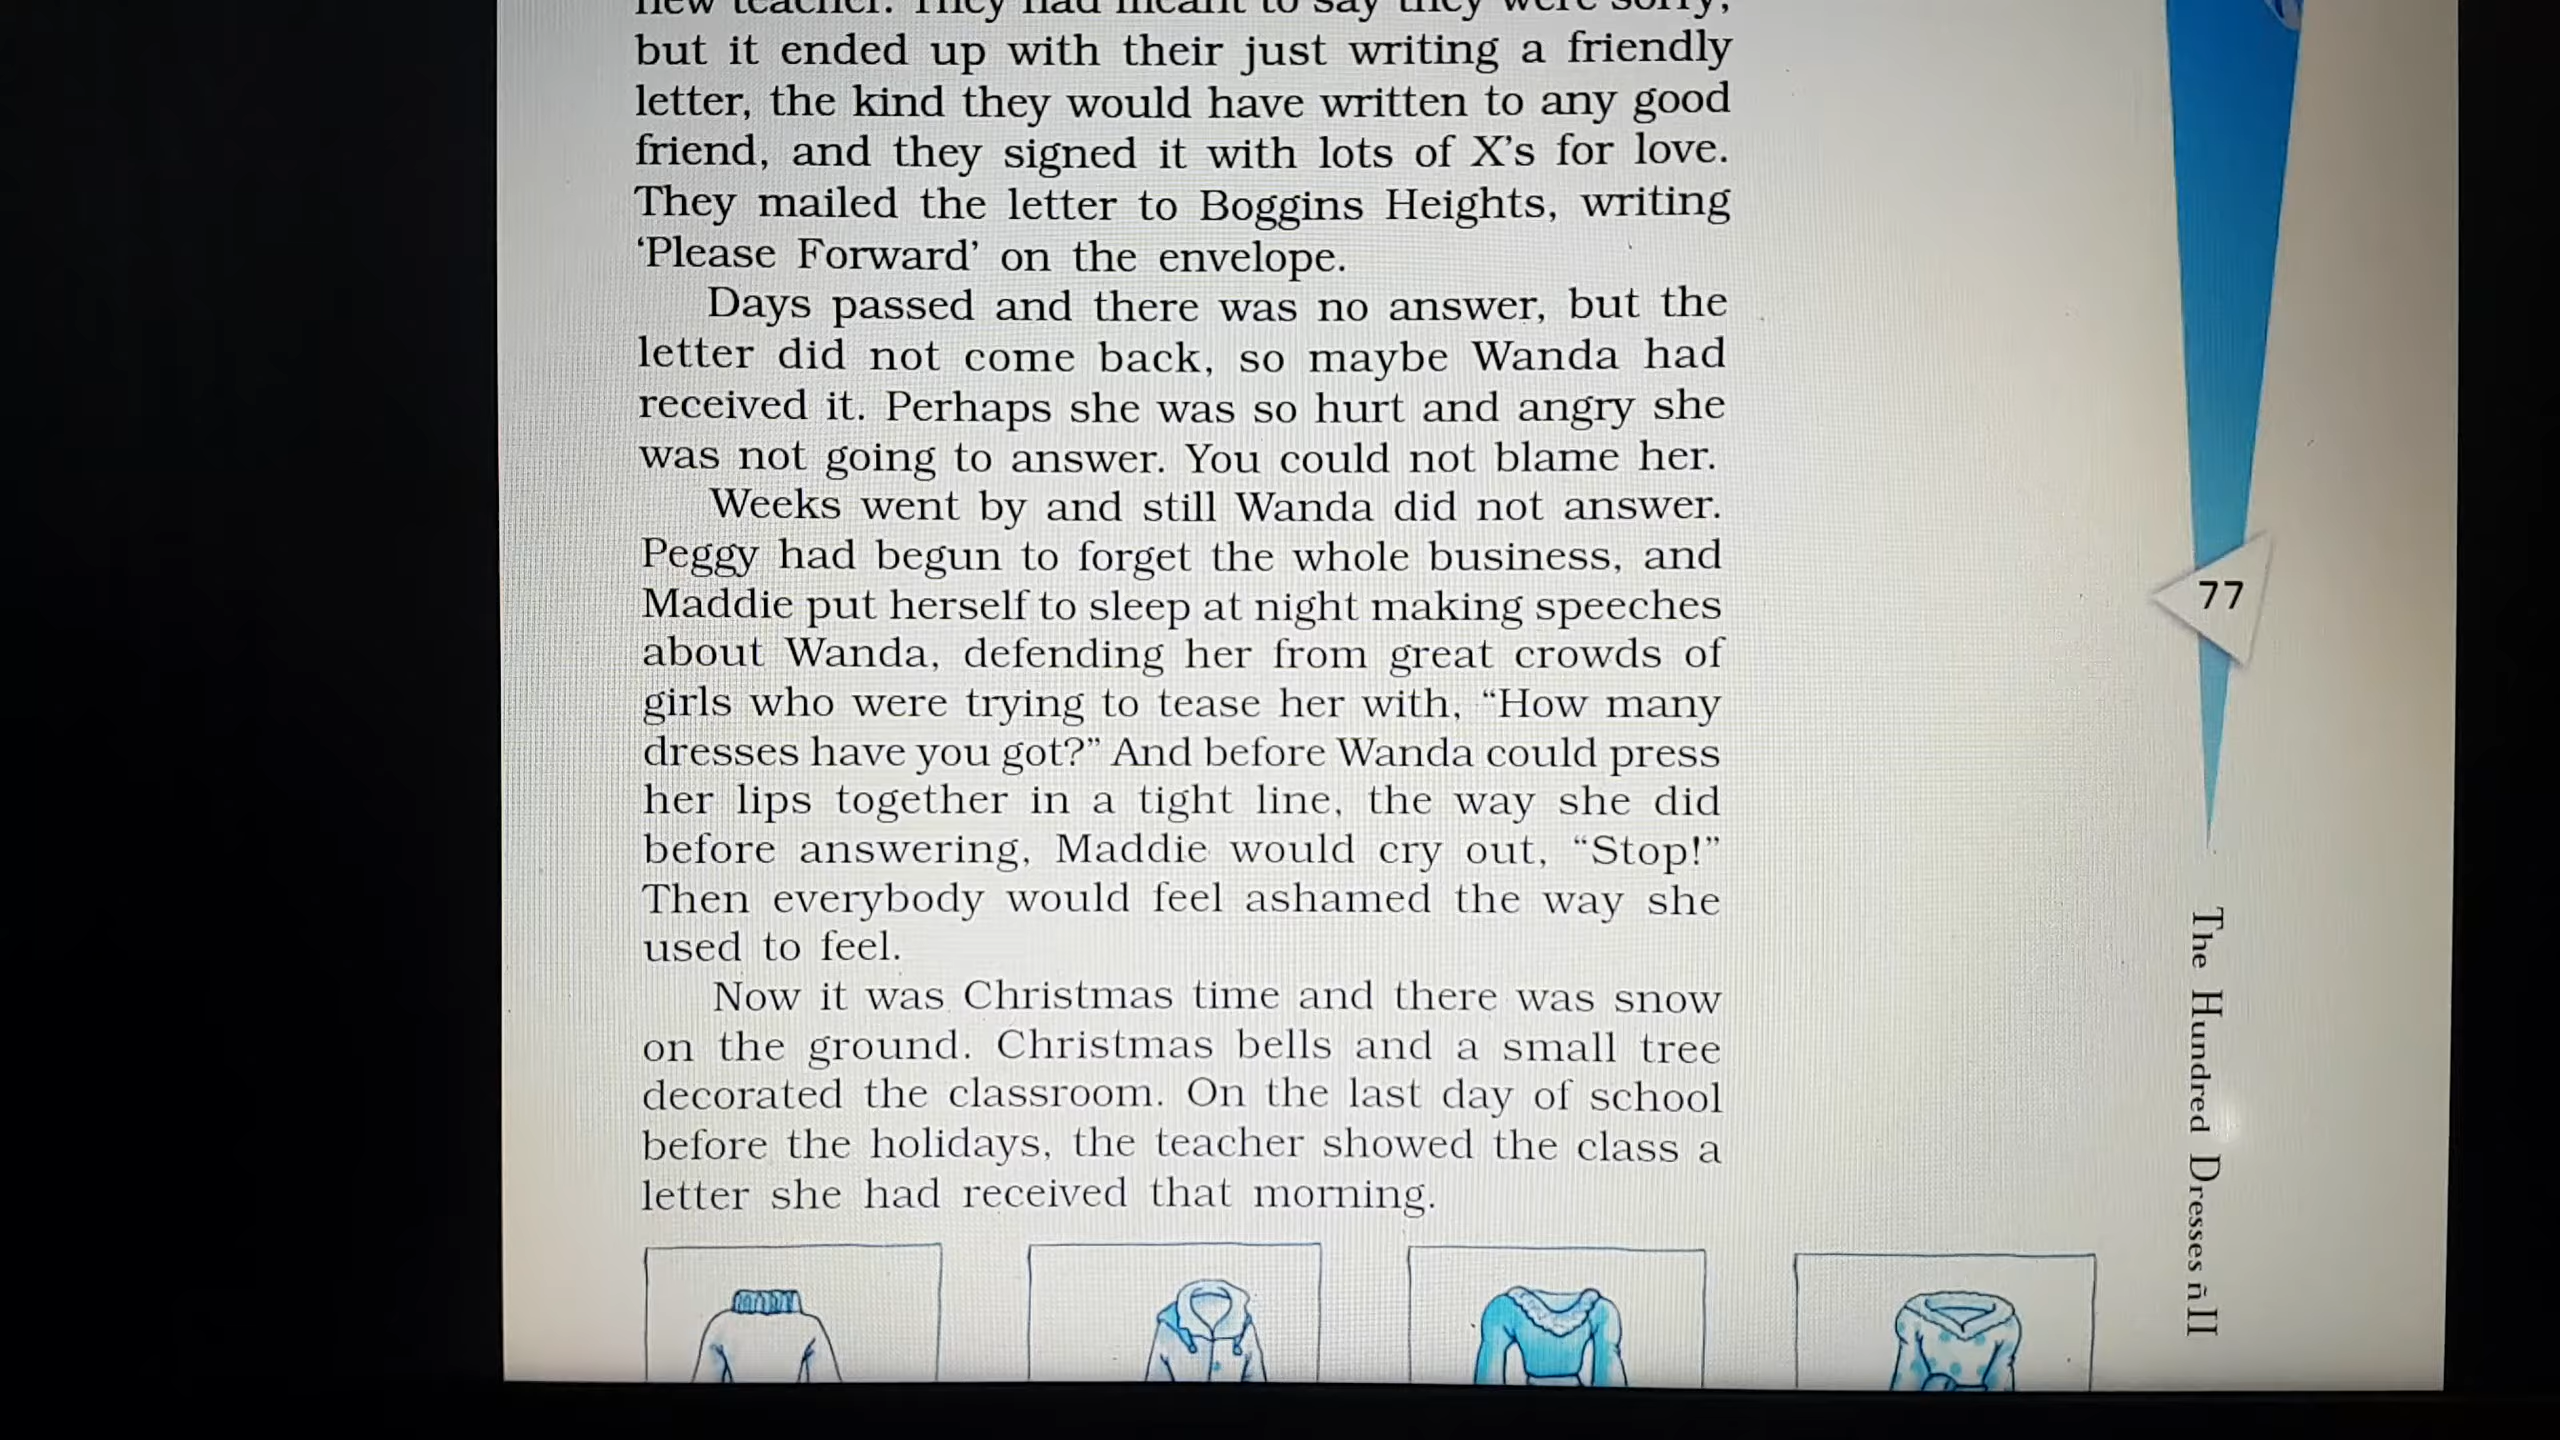 new teacher. They had meant to say they were sorry,
but it ended up with their just writing a friendly
letter, the kind they would have written to any good
friend, and they signed it with lots of X’s for love.
They mailed the letter to Boggins Heights, writing
‘Please Forward’ on the envelope.
Days passed and there was no answer, but the
letter did not come back, so maybe Wanda had
received it. Perhaps she was so hurt and angry she
was not going to answer. You could not blame her.
Weeks went by and still Wanda did not answer.
Peggy had begun to forget the whole business, and
Maddie put herself to sleep at night making speeches
about Wanda, defending her from great crowds of
girls who were trying to tease her with, “How many
dresses have you got?” And before Wanda could press
her lips together in a tight line, the way she did
before answering, Maddie would cry out, “Stop!”
Then everybody would feel ashamed the way she
used to feel.
Now it was Christmas time and there was snow
on the ground. Christmas bells and a small tree
decorated the classroom. On the last day of school
before the holidays, the teacher showed the class a
letter she had received that morning.
77
The Hundred Dresses ñ II